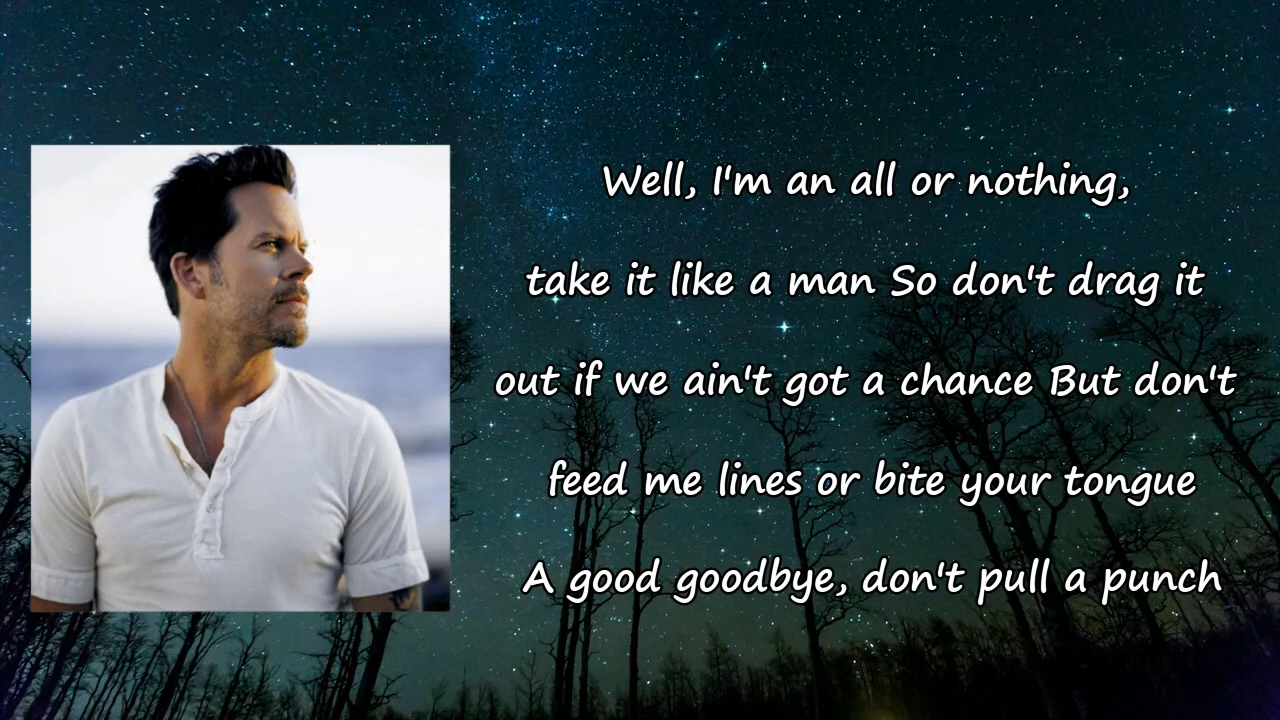 Well, I'm an all or nothing,
take it like a man So don't drag it
out if we ain't got a chance But don't
feed me lines or bite your tongue
A good goodbye, don't pull a punch